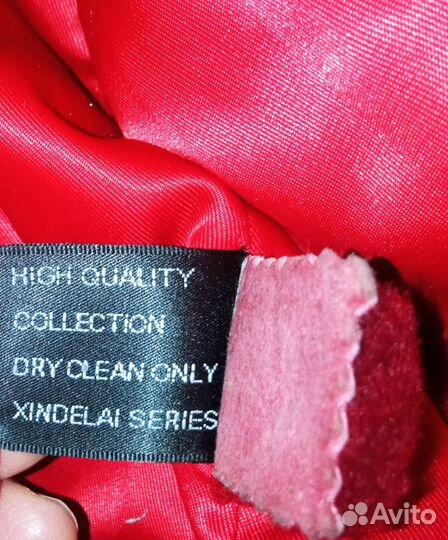 HIGH QUALITY
COLLECTION
DRY CLEAN ONLY
XINDELAI SERIES
Avito